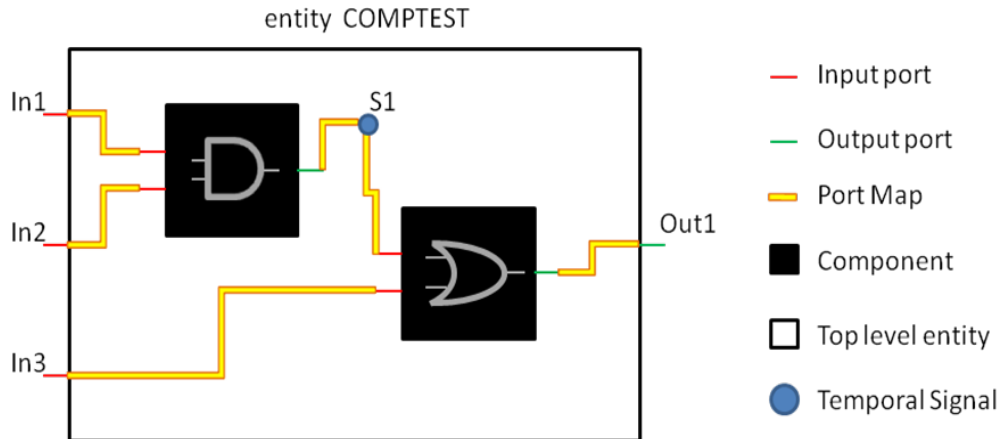 entity COMPTEST
In1
In2
In3
S1
Out1
Input port
Output port
Port Map
Component
Top level entity
Temporal Signal